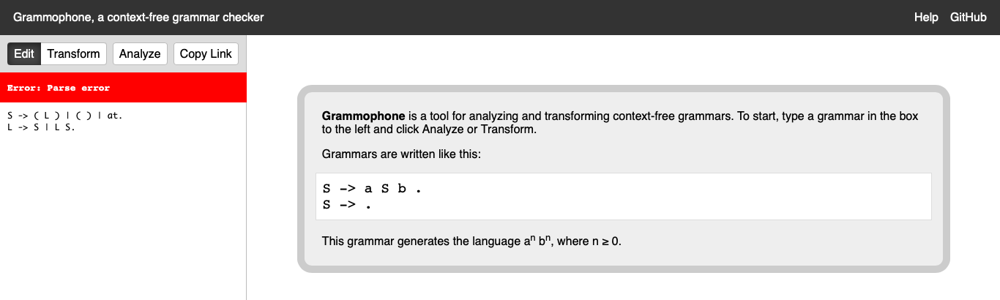 Grammophone, a context-free grammar checker
Help GitHub
Edit Transform Analyze Copy Link
Error: Parse error
S -> ( L ) | ( ) | at.
L -> S | L S.
Grammophone is a tool for analyzing and transforming context-free grammars. To start, type a grammar in the box
to the left and click Analyze or Transform.
Grammars are written like this:
S -> a S b .
S -> .
This grammar generates the language aⁿ bⁿ, where n ≥ 0.